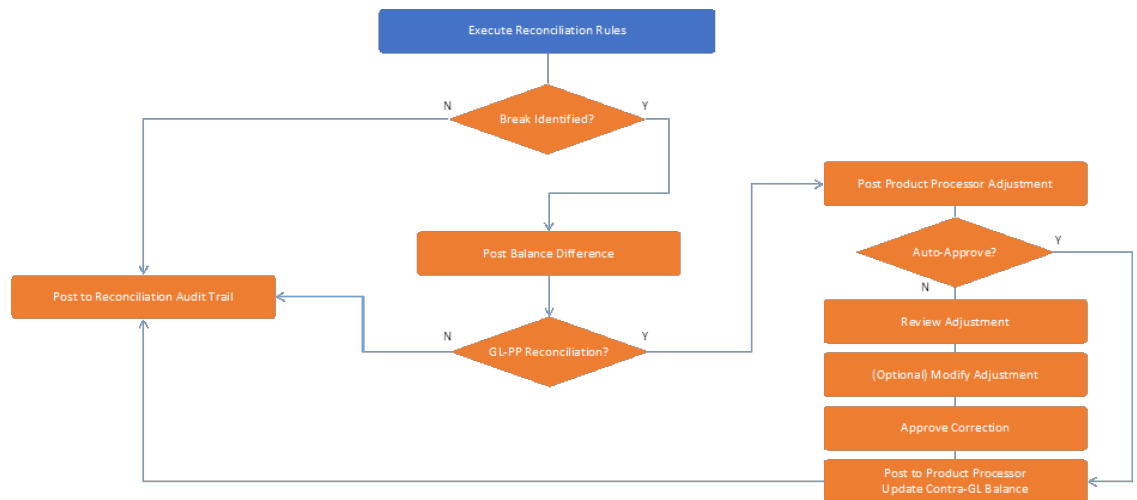 Execute Reconciliation Rules
N
Y
Break Identified?
Post Product Processor Adjustment
Post Balance Difference
Auto-Approve?
Y
N
Post to Reconciliation Audit Trail
Review Adjustment
N
Y
GL-PP Reconciliation?
(Optional) Modify Adjustment
Approve Correction
Post to Product Processor
Update Contra-GL Balance